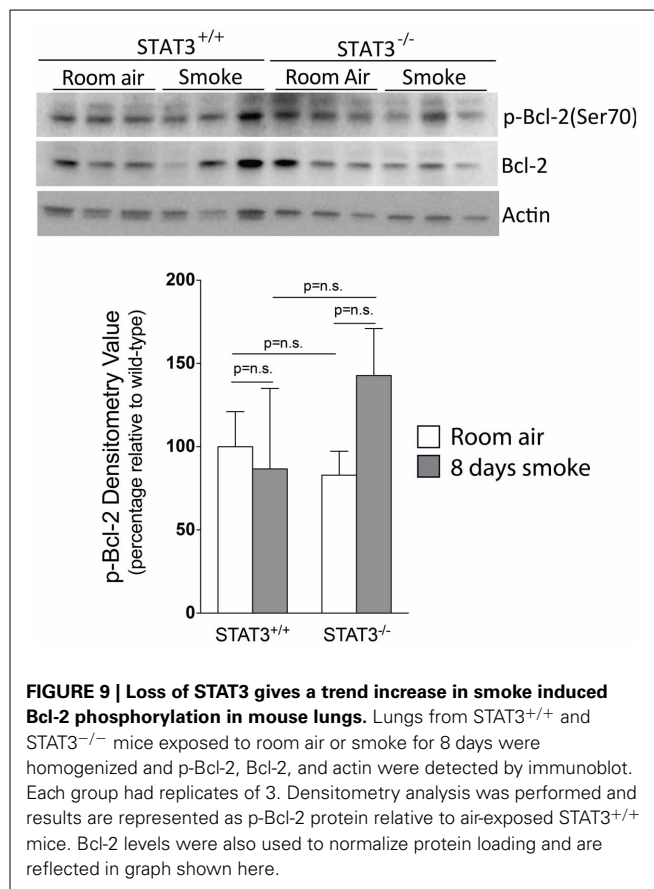 STAT3+/+ STAT3-/-
Room air Smoke Room Air Smoke
p-Bcl-2(Ser70)
Bcl-2
Actin
p-Bcl-2 Densitometry Value
(percentage relative to wild-type)
200
150
100
50
0
p=n.s.
p=n.s.
p=n.s.
p=n.s.
STAT3+/+ STAT3-/-
Room air
8 days smoke
FIGURE 9 | Loss of STAT3 gives a trend increase in smoke induced
Bcl-2 phosphorylation in mouse lungs. Lungs from STAT3+/+ and
STAT3−/− mice exposed to room air or smoke for 8 days were
homogenized and p-Bcl-2, Bcl-2, and actin were detected by immunoblot.
Each group had replicates of 3. Densitometry analysis was performed and
results are represented as p-Bcl-2 protein relative to air-exposed STAT3+/+
mice. Bcl-2 levels were also used to normalize protein loading and are
reflected in graph shown here.